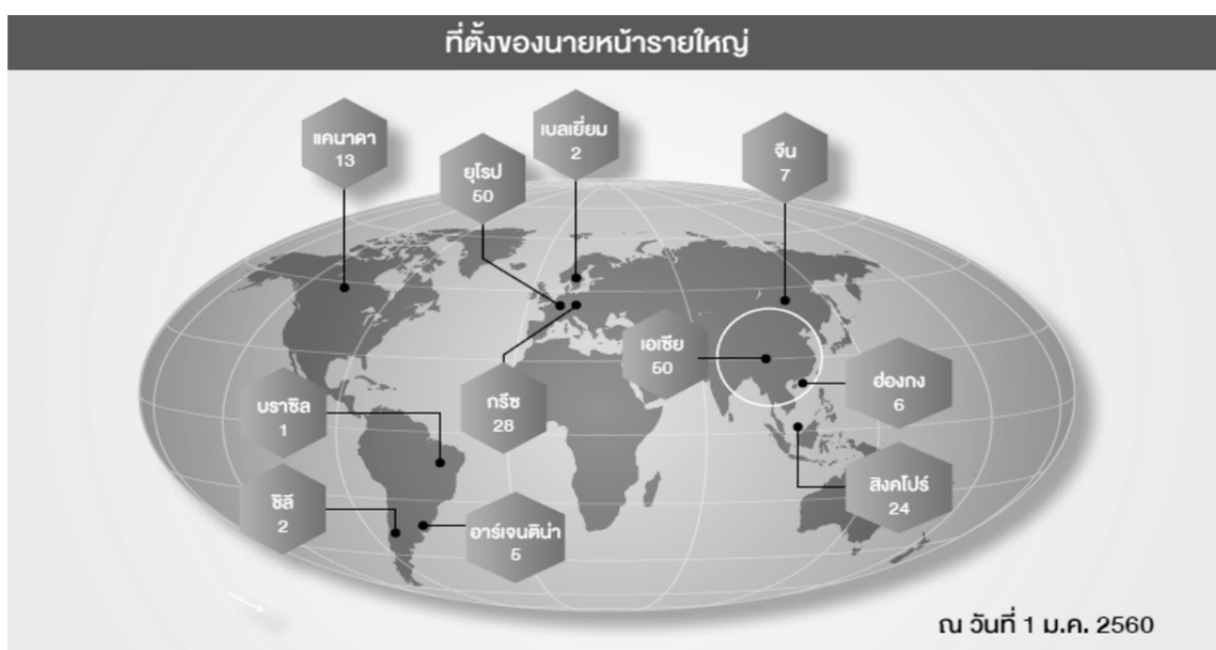 ที่ตั้งของนายหน้ารายใหญ่
แคนาดา
13
ยุโรป
50
เบลเยี่ยม
2
จีน
7
เอเชีย
50
ฮ่องกง
6
บราซิล
1
กรีซ
28
สิงคโปร์
24
ชิลี
2
อาร์เจนติน่า
5
ณ วันที่ 1 ม.ค. 2560